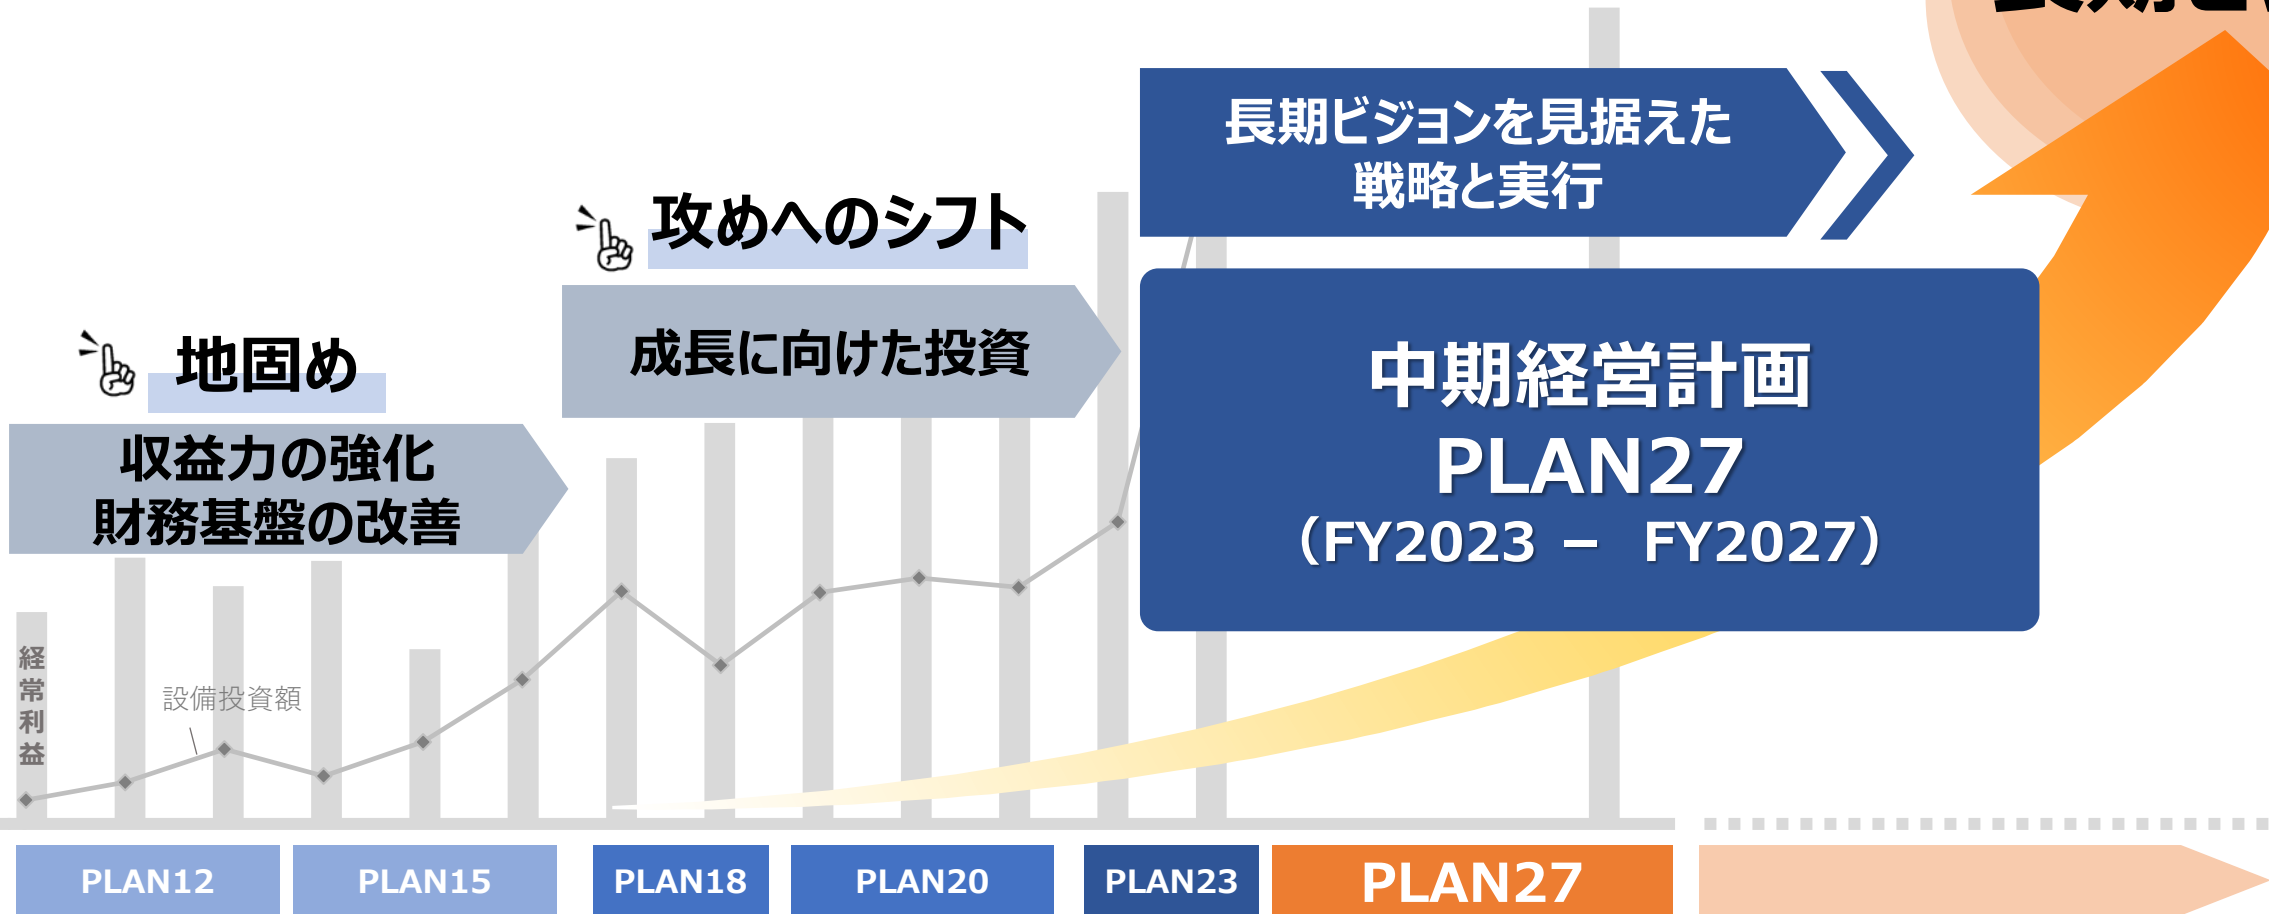 長期ビジョンを見据えた
戦略と実行
攻めへのシフト
成長に向けた投資
地固め
収益力の強化
財務基盤の改善
中期経営計画
PLAN27
（FY2023 － FY2027）
経常利益
設備投資額
PLAN12
PLAN15
PLAN18
PLAN20
PLAN23
PLAN27